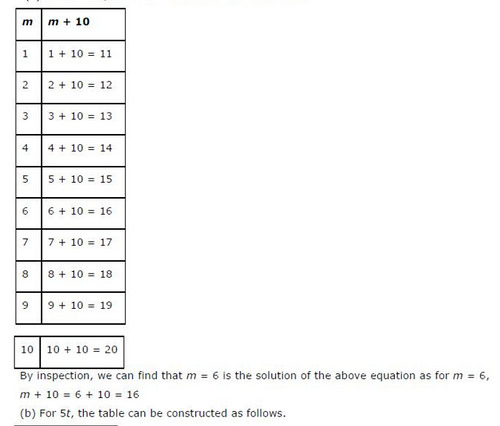 m m + 10
1 1 + 10 = 11
2 2 + 10 = 12
3 3 + 10 = 13
4 4 + 10 = 14
5 5 + 10 = 15
6 6 + 10 = 16
7 7 + 10 = 17
8 8 + 10 = 18
9 9 + 10 = 19
10 10 + 10 = 20
By inspection, we can find that m = 6 is the solution of the above equation as for m = 6,
m + 10 = 6 + 10 = 16
(b) For 5t, the table can be constructed as follows.